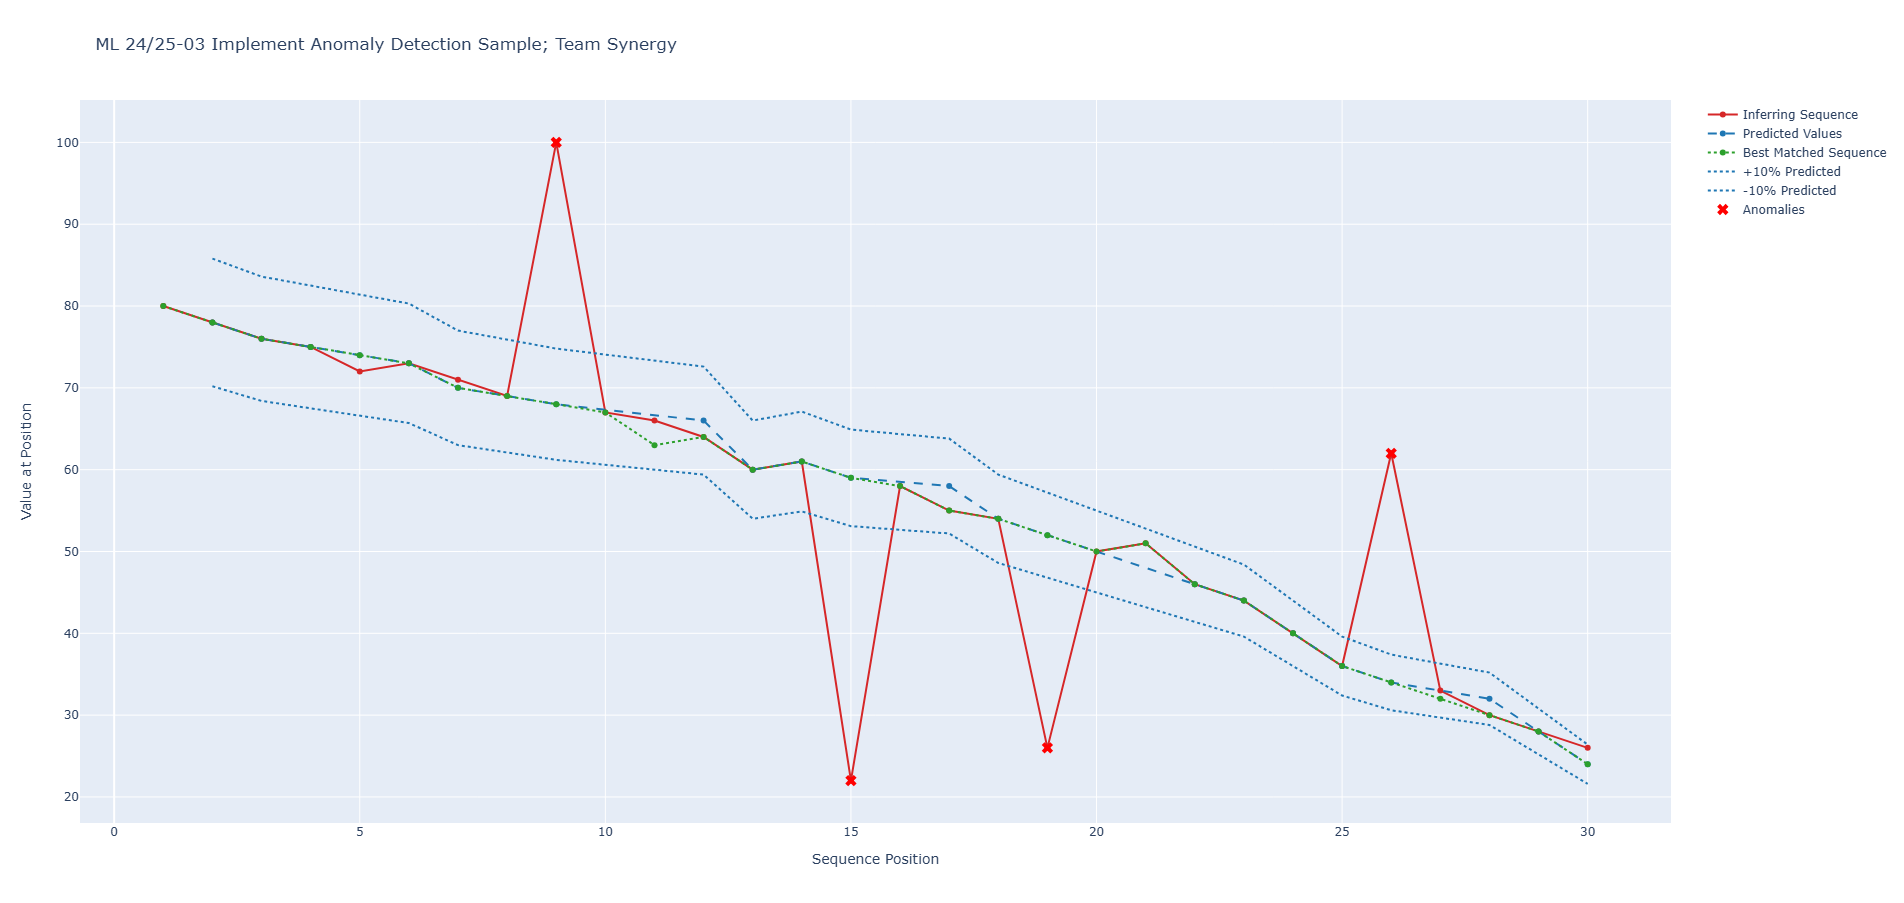 ML 24/25-03 Implement Anomaly Detection Sample; Team Synergy
Inferring Sequence
Predicted Values
Best Matched Sequence
+10% Predicted
-10% Predicted
Anomalies
Value at Position
100
90
80
70
60
50
40
30
20
0 5 10 15 20 25 30
Sequence Position